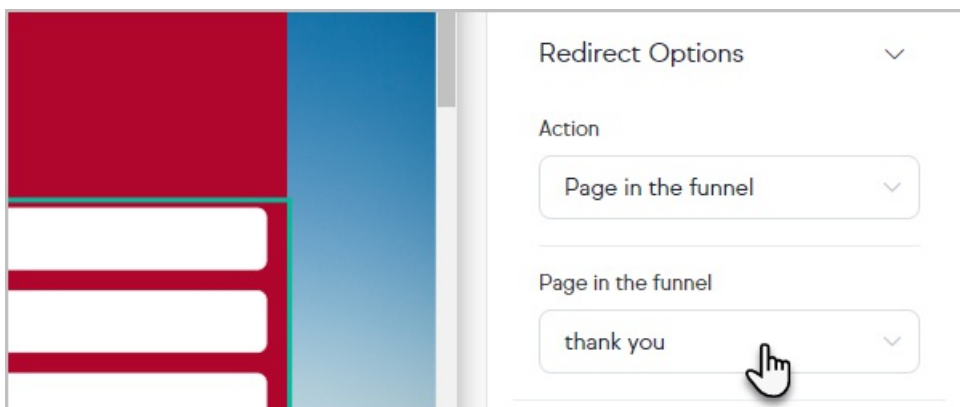 Redirect Options
Action
Page in the funnel
Page in the funnel
thank you